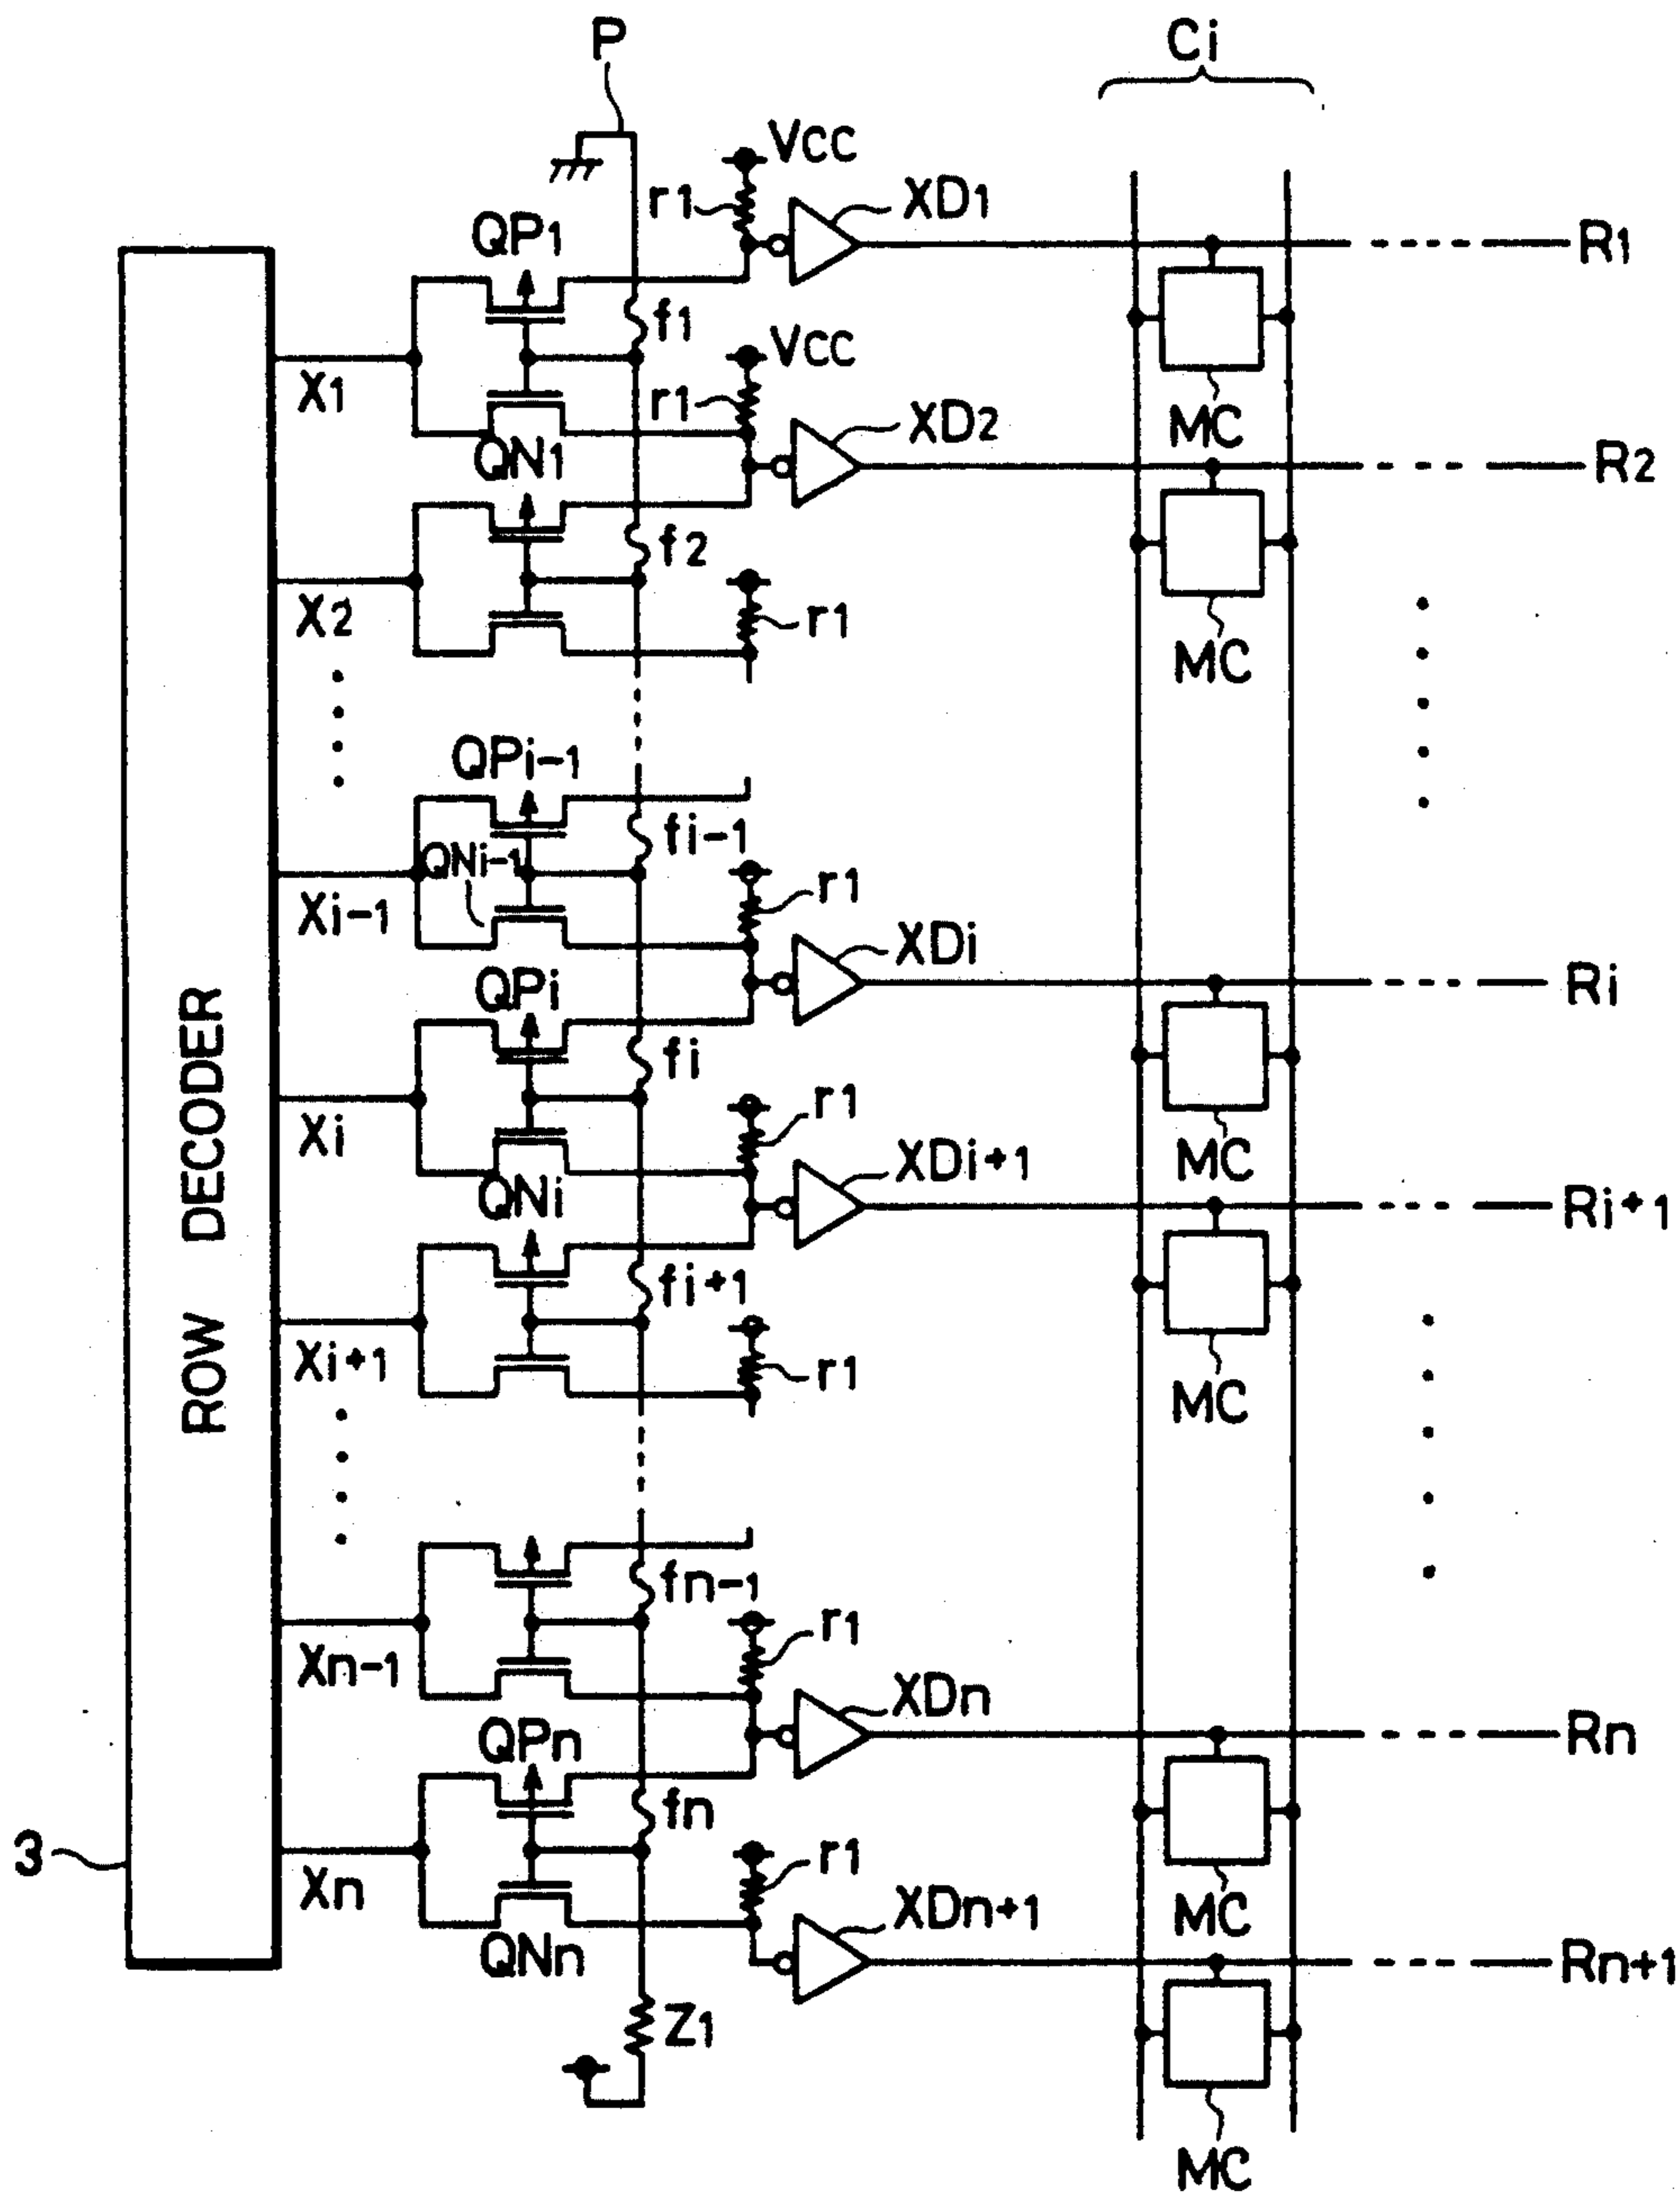 P
Ci
VCC
r1
XD1
QP1
R1
f1
VCC
X1
r1
XD2
MC
QN1
R2
f2
X2
r1
MC
QPi-1
fi-1
QNi-1
r1
Xi-1
XDi
QPi
Ri
fi
r1
Xi
MC
XDi+1
QNi
Ri+1
fi+1
Xi+1
r1
MC
ROW DECODER
fn-1
r1
Xn-1
XDn
QPn
Rn
fn
3
r1
Xn
XDn+1
MC
QNn
Rn+1
Z1
MC